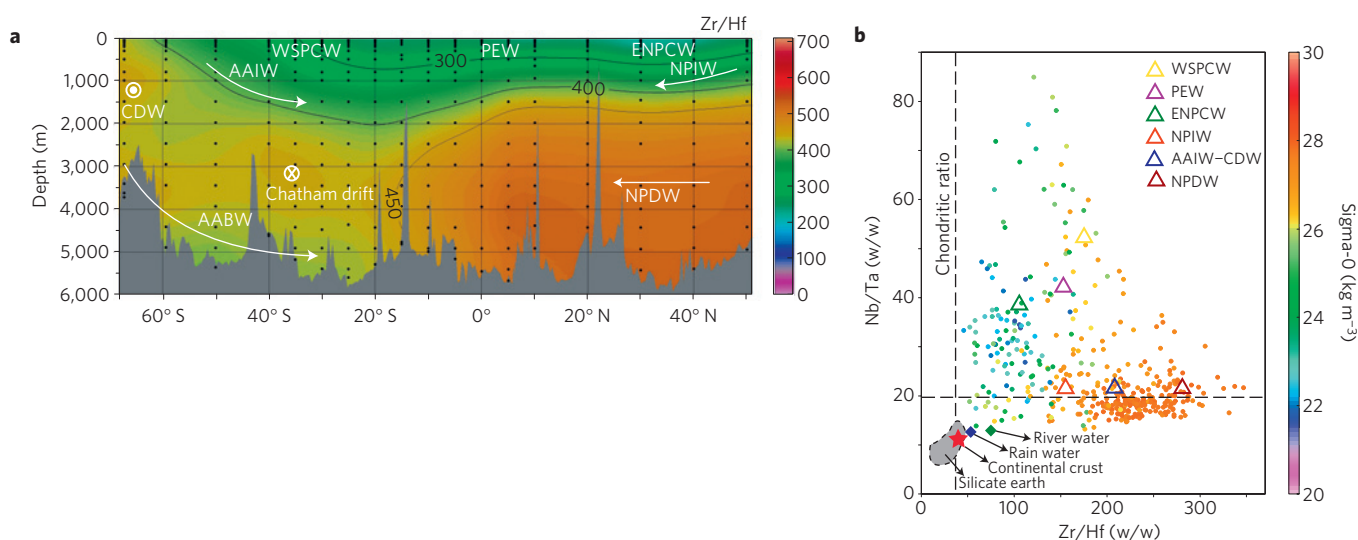 a
Zr/Hf
0
1,000
2,000
3,000
4,000
5,000
6,000
Depth (m)
WSPCW
PEW
ENPCW
AAIW
300
NPIW
400
CDW
Chatham drift
450
NPDW
AABW
60° S
40° S
20° S
0°
20° N
40° N
700
600
500
400
300
200
100
0
b
80
60
40
20
0
Nb/Ta (w/w)
Chondritic ratio
WSPCW
PEW
ENPCW
NPIW
AAIW–CDW
NPDW
River water
Rain water
Continental crust
Silicate earth
0
100
200
300
Zr/Hf (w/w)
30
28
26
24
22
20
Sigma-0 (kg m⁻³)